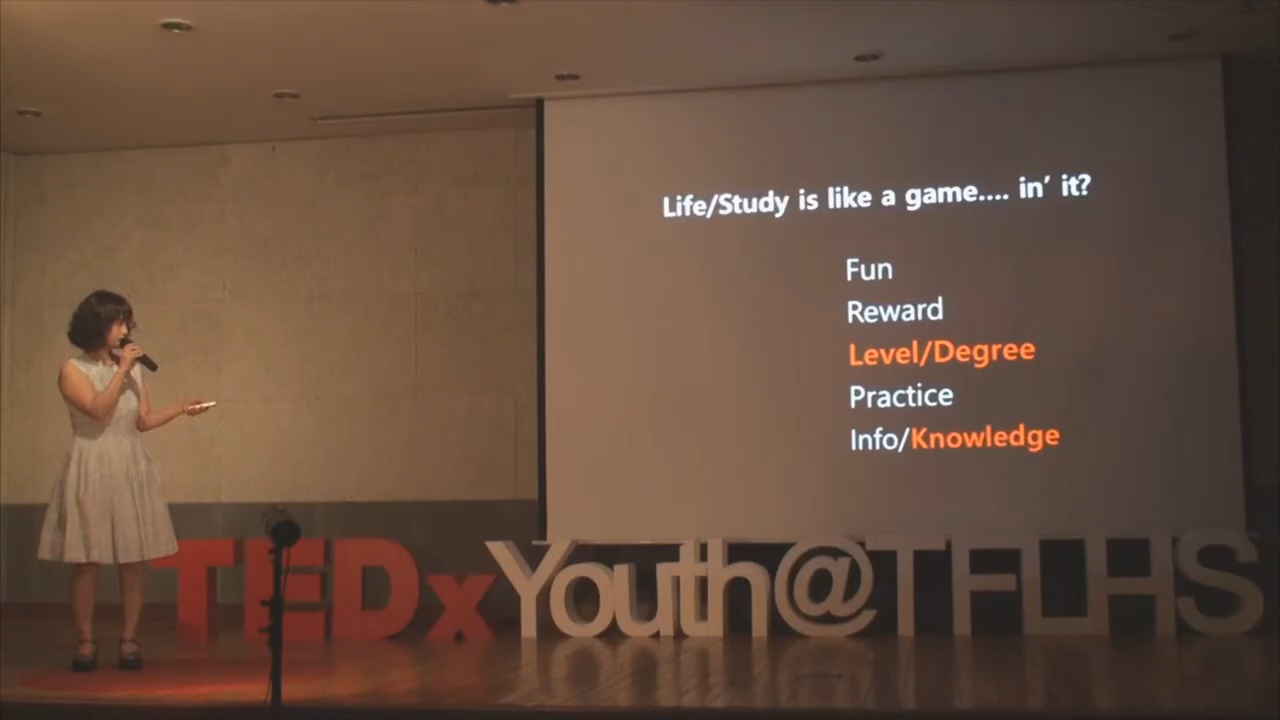 Life/Study is like a game.... in' it?
Fun
Reward
Level/Degree
Practice
Info/Knowledge
TEDxYouth@TFLHS